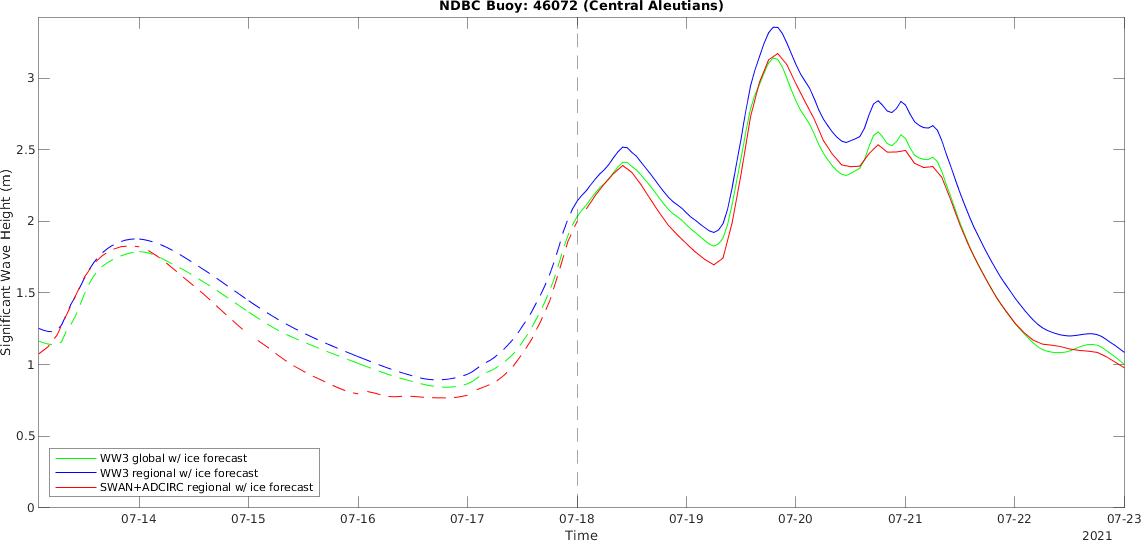 NDBC Buoy: 46072 (Central Aleutians)
3
2.5
2
1.5
1
0.5
0
Significant Wave Height (m)
WW3 global w/ ice forecast
WW3 regional w/ ice forecast
SWAN+ADCIRC regional w/ ice forecast
07-14 07-15 07-16 07-17 07-18 07-19 07-20 07-21 07-22 07-23
Time
2021